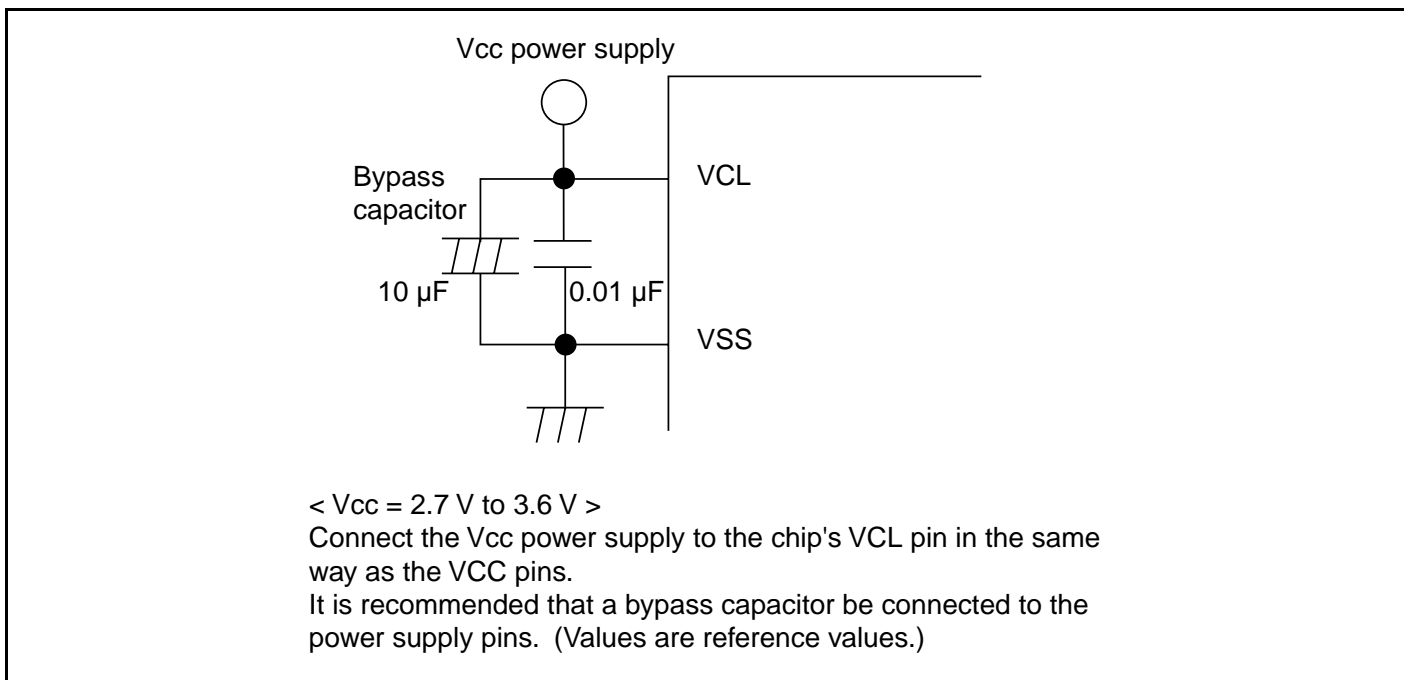 Vcc power supply
Bypass
capacitor
VCL
10 µF
0.01 µF
VSS
< Vcc = 2.7 V to 3.6 V >
Connect the Vcc power supply to the chip's VCL pin in the same
way as the VCC pins.
It is recommended that a bypass capacitor be connected to the
power supply pins.  (Values are reference values.)